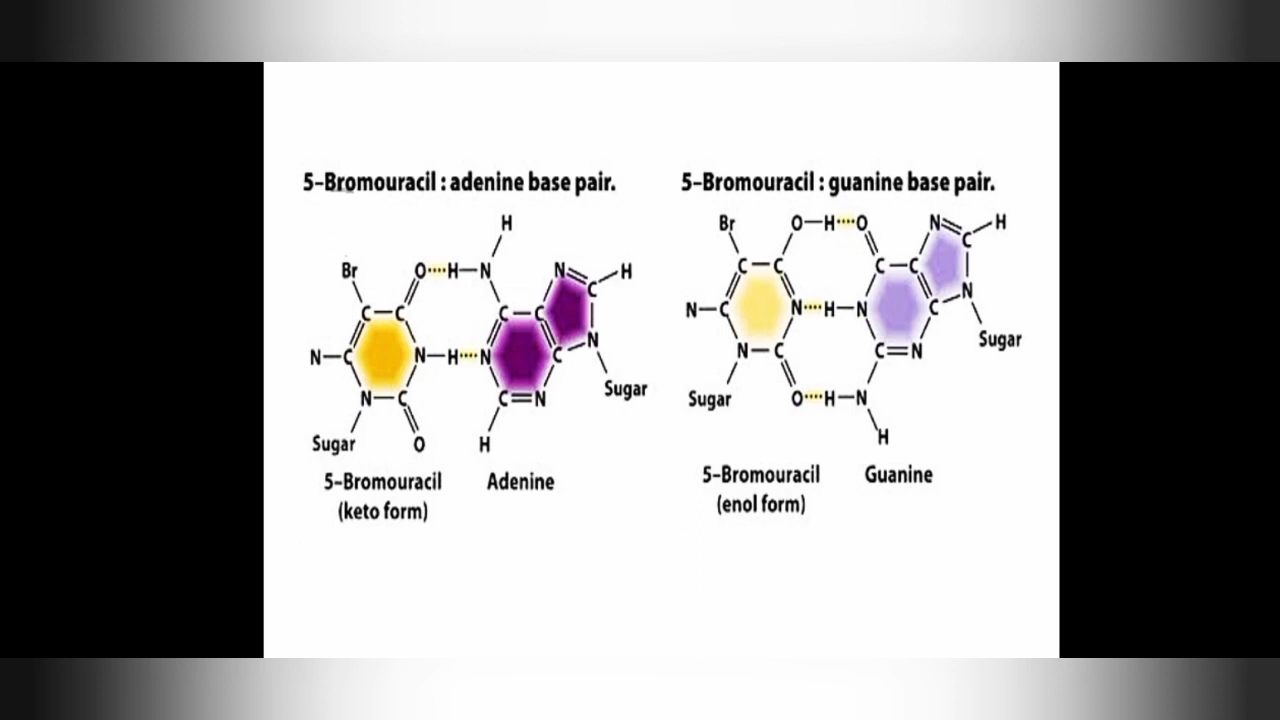 5-Bromouracil : adenine base pair.
H
Br O H N N C H
C C C C
N C N H N C N
N C C N Sugar
Sugar O H
5-Bromouracil Adenine
(keto form)
5-Bromouracil : guanine base pair.
Br O H O N H
C C C C C
N C N H N C N
N C C N Sugar
Sugar O H N
H
5-Bromouracil Guanine
(enol form)